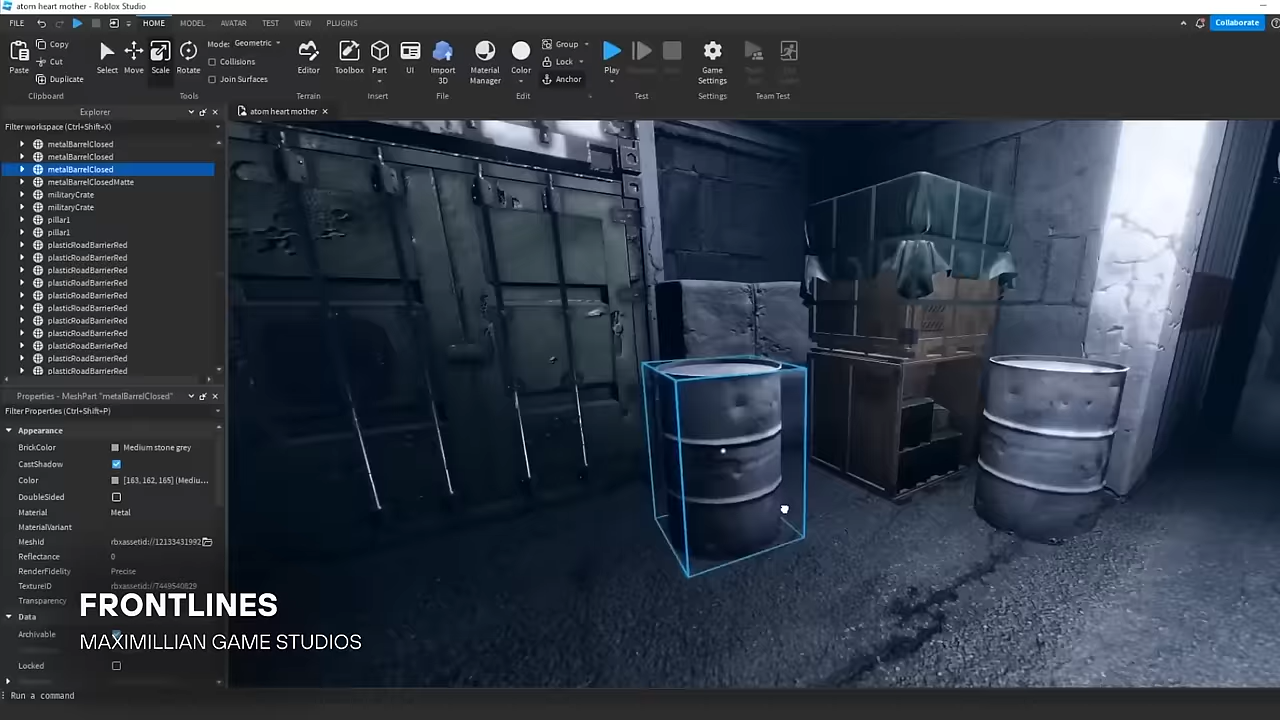 atom heart mother - Roblox Studio
FILE HOME MODEL AVATAR TEST VIEW PLUGINS Collaborate
Paste Copy Cut Duplicate Select Move Scale Rotate Mode: Geometric Collisions Join Surfaces Editor Toolbox Part UI Import 3D Material Manager Color Group Lock Anchor Play Game Settings
Clipboard Tools Terrain Insert File Edit Test Settings Team Test
Explorer atom heart mother
Filter workspace (Ctrl+Shift+X)
metalBarrelClosed
metalBarrelClosed
metalBarrelClosed
metalBarrelClosedMatte
militaryCrate
militaryCrate
pillar1
pillar1
plasticRoadBarrierRed
plasticRoadBarrierRed
plasticRoadBarrierRed
plasticRoadBarrierRed
plasticRoadBarrierRed
plasticRoadBarrierRed
plasticRoadBarrierRed
plasticRoadBarrierRed
plasticRoadBarrierRed
plasticRoadBarrierRed
plasticRoadBarrierRed
Properties - MeshPart "metalBarrelClosed"
Filter Properties (Ctrl+Shift+P)
Appearance
BrickColor Medium stone grey
CastShadow
Color [163, 162, 165] (Mediu...
DoubleSided
Material Metal
MaterialVariant
MeshId rbxassetid://12133431992
Reflectance 0
RenderFidelity Precise
TextureID rbxassetid://7449540829
Transparency
FRONTLINES
Data
Archivable
MAXIMILLIAN GAME STUDIOS
Locked
Run a command